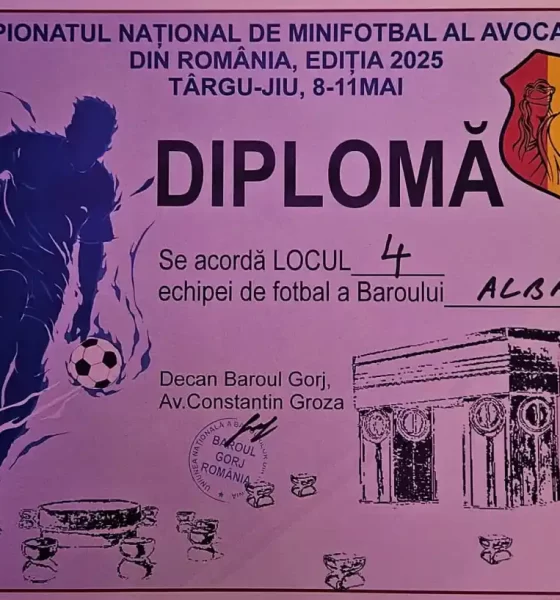 PIONATUL NAȚIONAL DE MINIFOTBAL AL AVOCA
DIN ROMÂNIA, EDIȚIA 2025
TÂRGU-JIU, 8-11MAI
DIPLOMĂ
Se acordă LOCUL 4
echipei de fotbal a Baroului ALBA
Decan Baroul Gorj,
Av.Constantin Groza
BAROUL
GORJ
ROMÂNIA